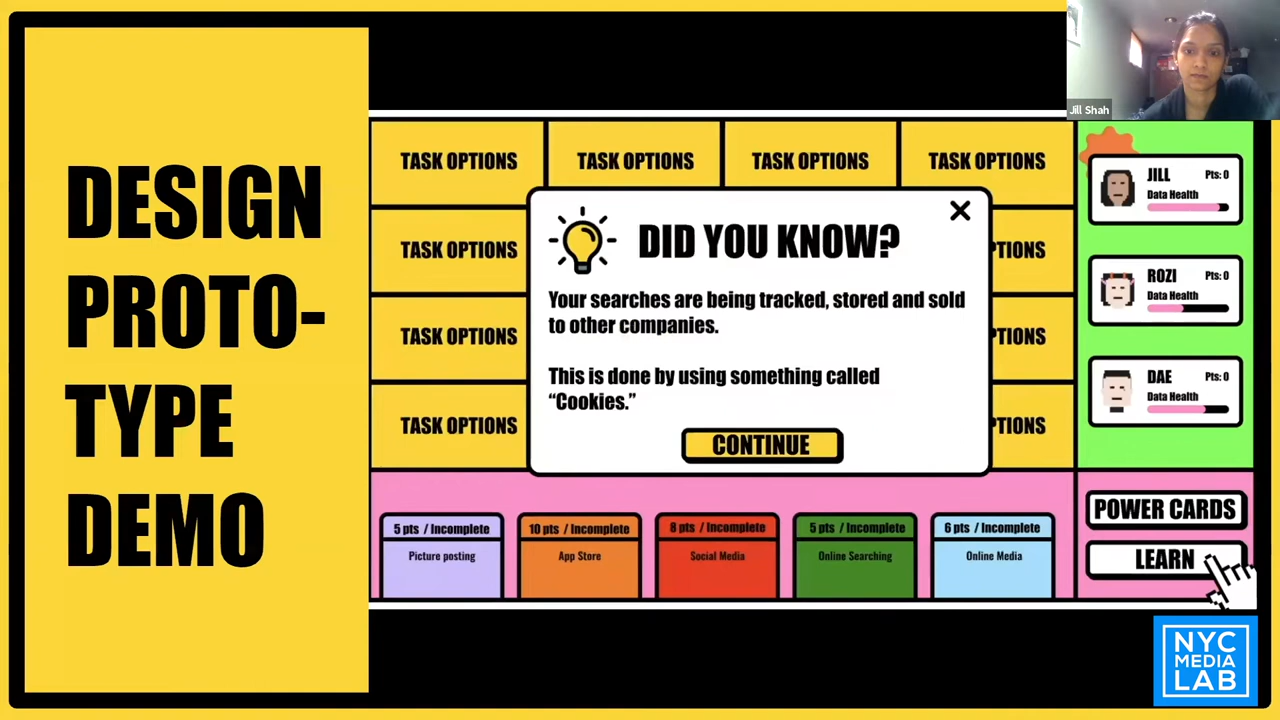 DESIGN
PROTO-
TYPE
DEMO
Jill Shah
TASK OPTIONS TASK OPTIONS TASK OPTIONS TASK OPTIONS
TASK OPTIONS
TASK OPTIONS
TASK OPTIONS
PTIONS
PTIONS
PTIONS
DID YOU KNOW?
Your searches are being tracked, stored and sold
to other companies.
This is done by using something called
“Cookies.”
CONTINUE
JILL Pts: 0
Data Health
ROZI Pts: 0
Data Health
DAE Pts: 0
Data Health
5 pts / Incomplete
Picture posting
10 pts / Incomplete
App Store
8 pts / Incomplete
Social Media
5 pts / Incomplete
Online Searching
6 pts / Incomplete
Online Media
POWER CARDS
LEARN
NYC
MEDIA
LAB